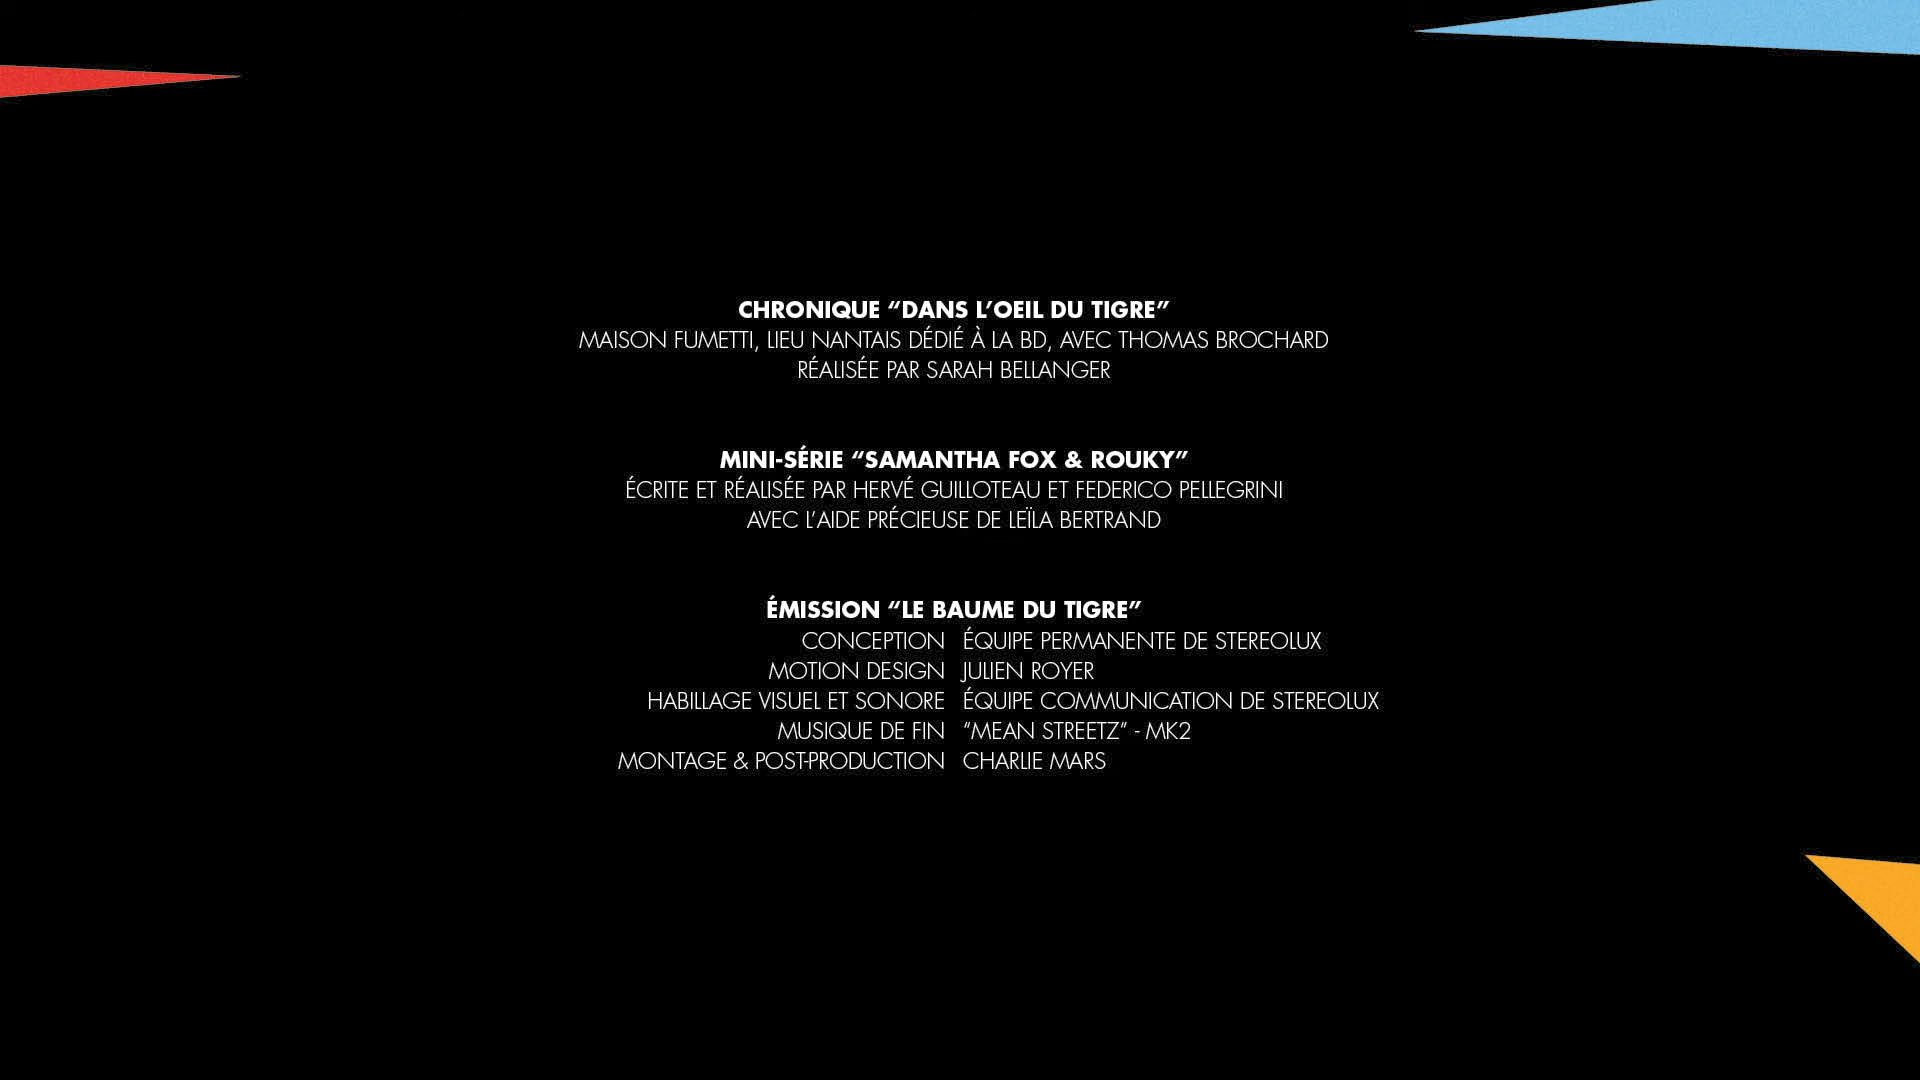 CHRONIQUE “DANS L’OEIL DU TIGRE”
MAISON FUMETTI, LIEU NANTAIS DÉDIÉ À LA BD, AVEC THOMAS BROCHARD
RÉALISÉE PAR SARAH BELLANGER
MINI-SÉRIE “SAMANTHA FOX & ROUKY”
ÉCRITE ET RÉALISÉE PAR HERVÉ GUILLOTEAU ET FEDERICO PELLEGRINI
AVEC L’AIDE PRÉCIEUSE DE LEÏLA BERTRAND
ÉMISSION “LE BAUME DU TIGRE”
CONCEPTION ÉQUIPE PERMANENTE DE STEREOLUX
MOTION DESIGN JULIEN ROYER
HABILLAGE VISUEL ET SONORE ÉQUIPE COMMUNICATION DE STEREOLUX
MUSIQUE DE FIN “MEAN STREETZ” - MK2
MONTAGE & POST-PRODUCTION CHARLIE MARS